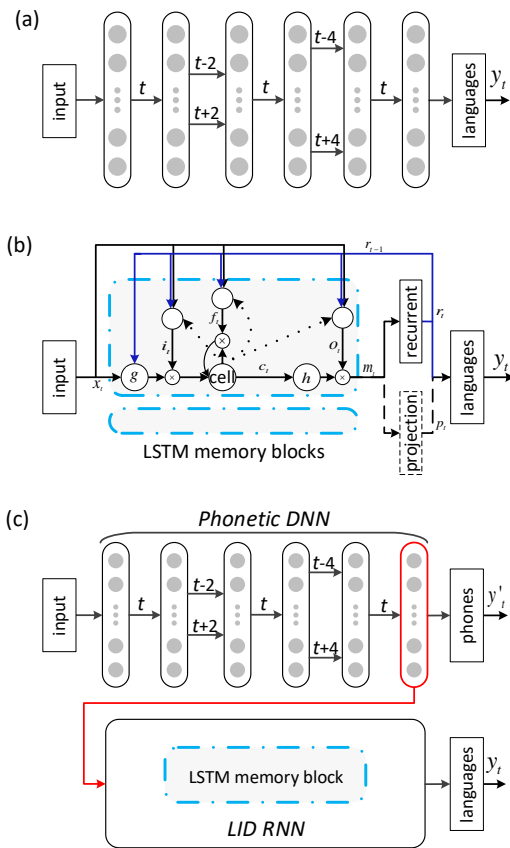 (a)
input
t
t-2
t+2
t
t-4
t+4
t
languages
y_t
(b)
r_{t-1}
input
x_t
g
×
i_t
f_t
×
cell
c_t
h
o_t
×
m_t
recurrent
r_t
projection
p_t
languages
y_t
LSTM memory blocks
(c)
Phonetic DNN
input
t
t-2
t+2
t
t-4
t+4
t
phones
y'_t
LSTM memory block
LID RNN
languages
y_t